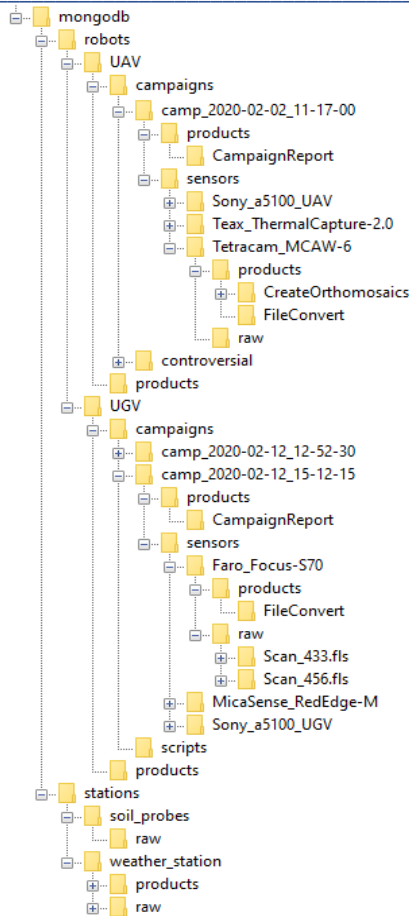 mongodb
robots
UAV
campaigns
camp_2020-02-02_11-17-00
products
CampaignReport
sensors
Sony_a5100_UAV
Teax_ThermalCapture-2.0
Tetracam_MCAW-6
products
CreateOrthomosaics
FileConvert
raw
controversial
products
UGV
campaigns
camp_2020-02-12_12-52-30
camp_2020-02-12_15-12-15
products
CampaignReport
sensors
Faro_Focus-S70
products
FileConvert
raw
Scan_433.fls
Scan_456.fls
MicaSense_RedEdge-M
Sony_a5100_UGV
scripts
products
stations
soil_probes
raw
weather_station
products
raw